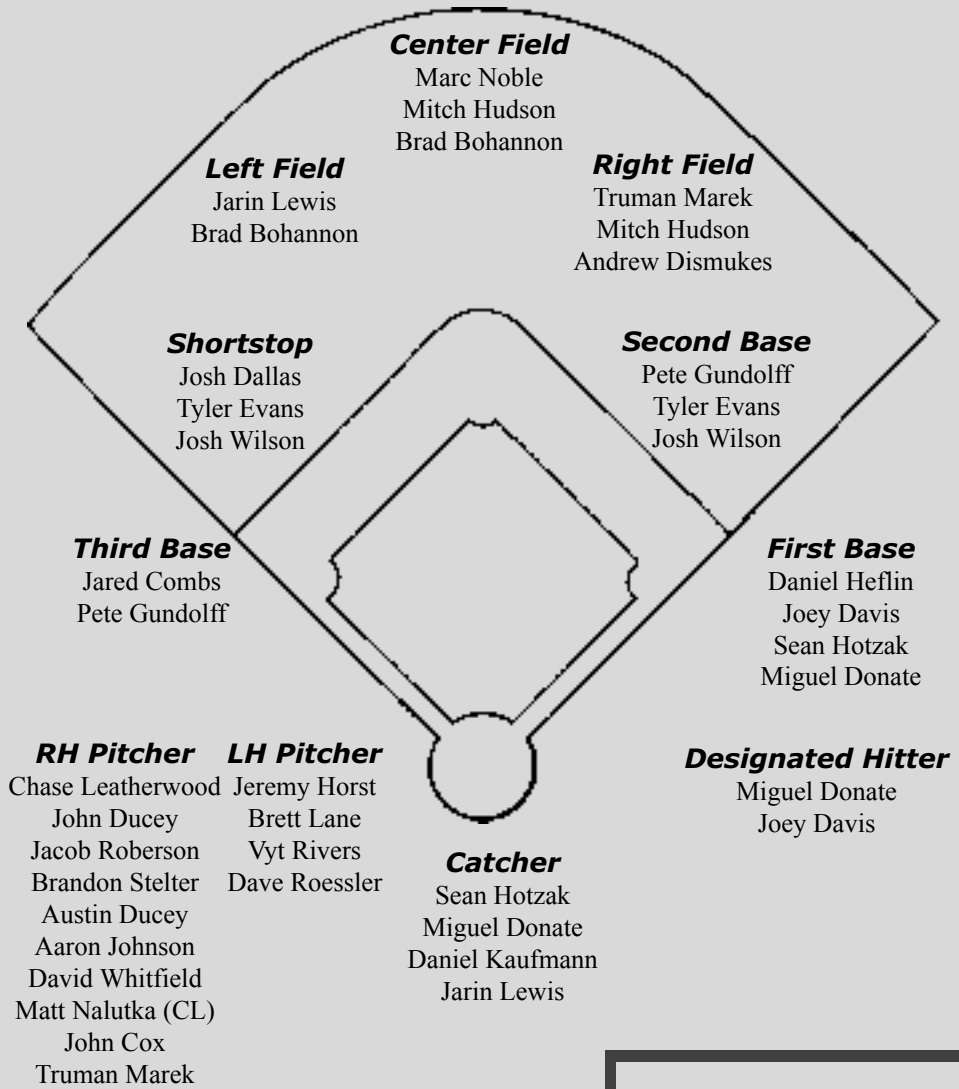 Center Field
Marc Noble
Mitch Hudson
Brad Bohannon
Left Field
Jarin Lewis
Brad Bohannon
Right Field
Truman Marek
Mitch Hudson
Andrew Dismukes
Shortstop
Josh Dallas
Tyler Evans
Josh Wilson
Second Base
Pete Gundolff
Tyler Evans
Josh Wilson
Third Base
Jared Combs
Pete Gundolff
First Base
Daniel Heflin
Joey Davis
Sean Hotzak
Miguel Donate
RH Pitcher
Chase Leatherwood
John Ducey
Jacob Roberson
Brandon Stelter
Austin Ducey
Aaron Johnson
David Whitfield
Matt Nalutka (CL)
John Cox
Truman Marek
LH Pitcher
Jeremy Horst
Brett Lane
Vyt Rivers
Dave Roessler
Catcher
Sean Hotzak
Miguel Donate
Daniel Kaufmann
Jarin Lewis
Designated Hitter
Miguel Donate
Joey Davis